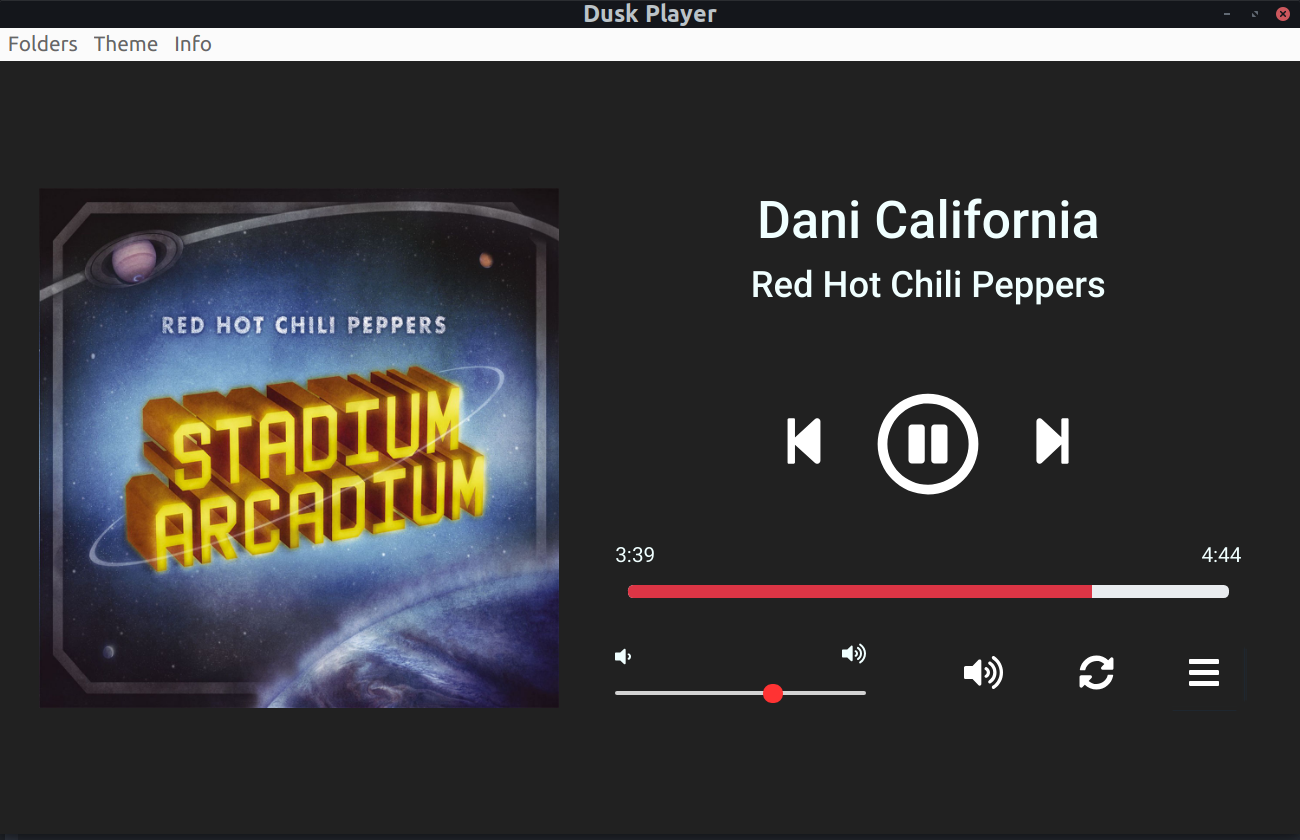 Dusk Player
Folders Theme Info
RED HOT CHILI PEPPERS
STADIUM
ARCADIUM
Dani California
Red Hot Chili Peppers
3:39 4:44